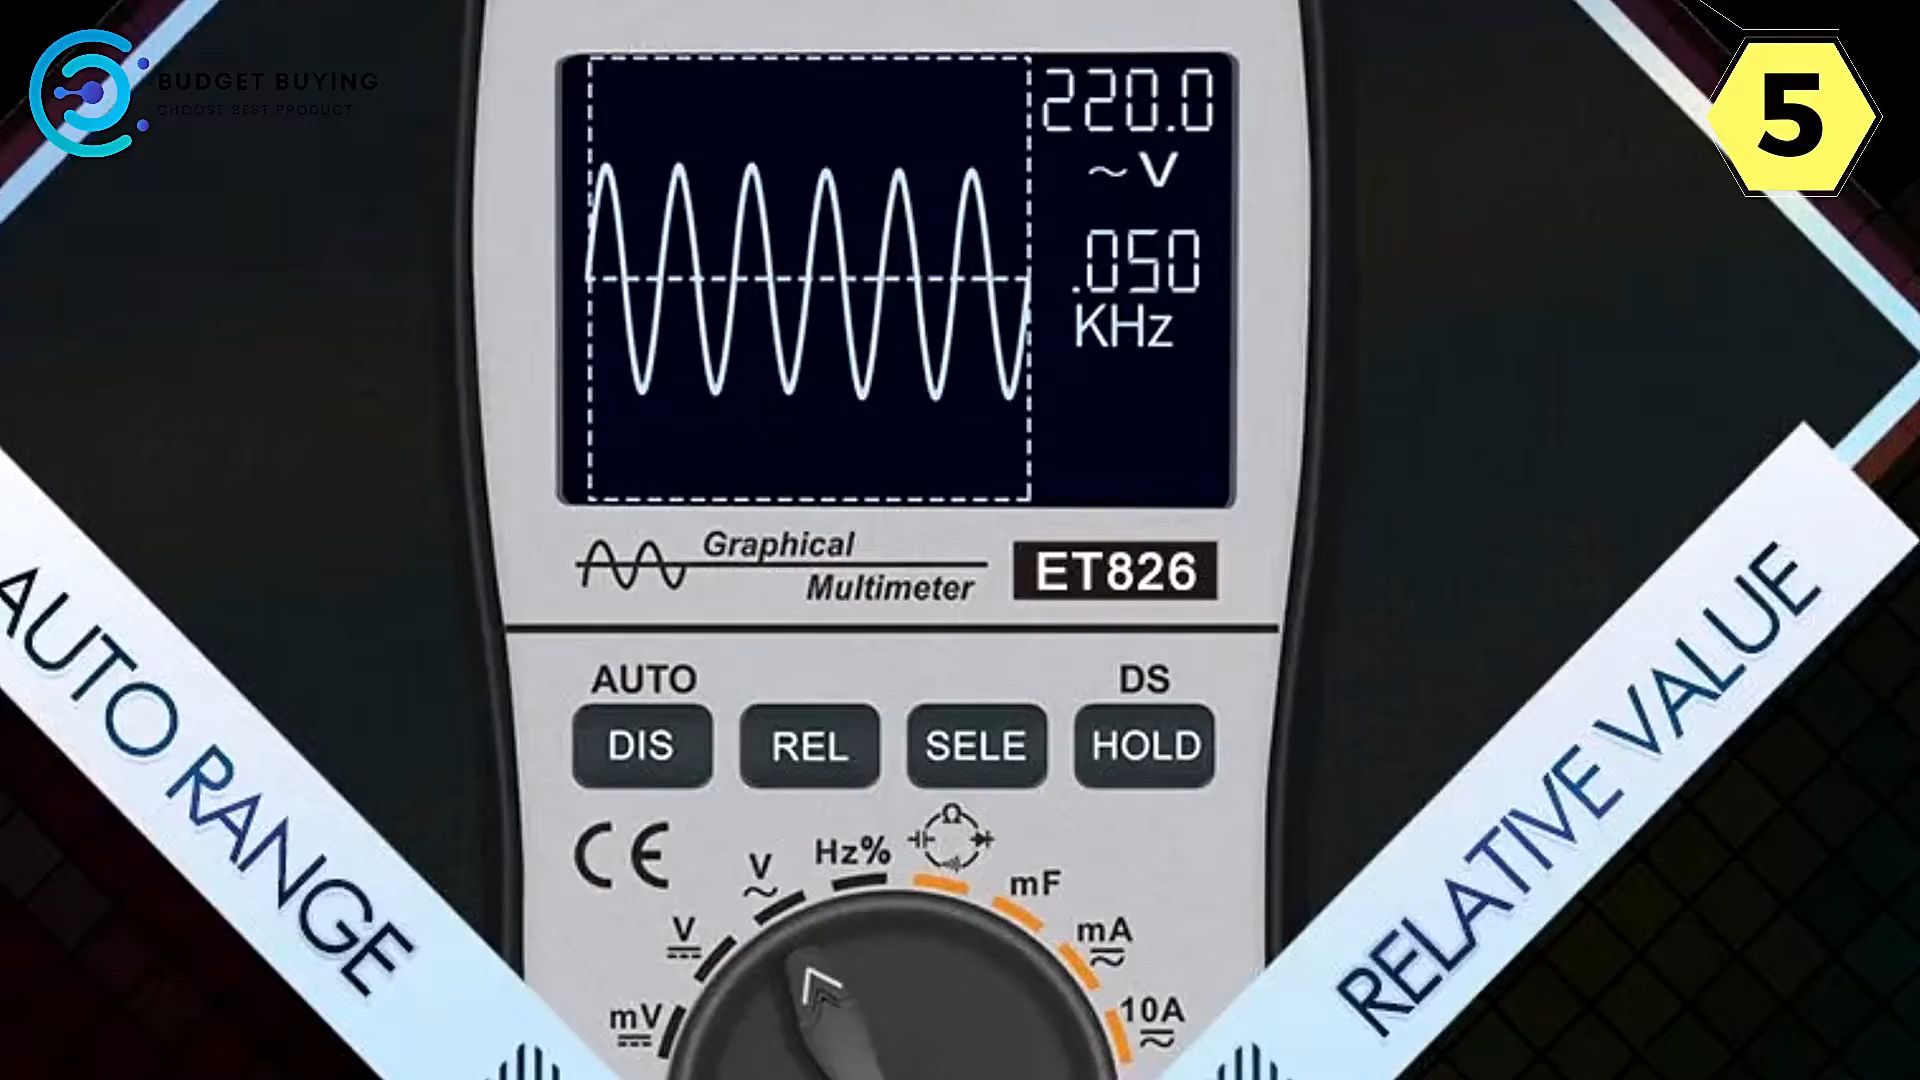 BUDGET BUYING
CHOOSE BEST PRODUCT
5
220.0
~V
.050
KHz
Graphical
Multimeter
ET826
AUTO
DS
DIS
REL
SELE
HOLD
CE
V
Hz%
Ω
mF
V
mA
mV
10A
AUTO RANGE
RELATIVE VALUE